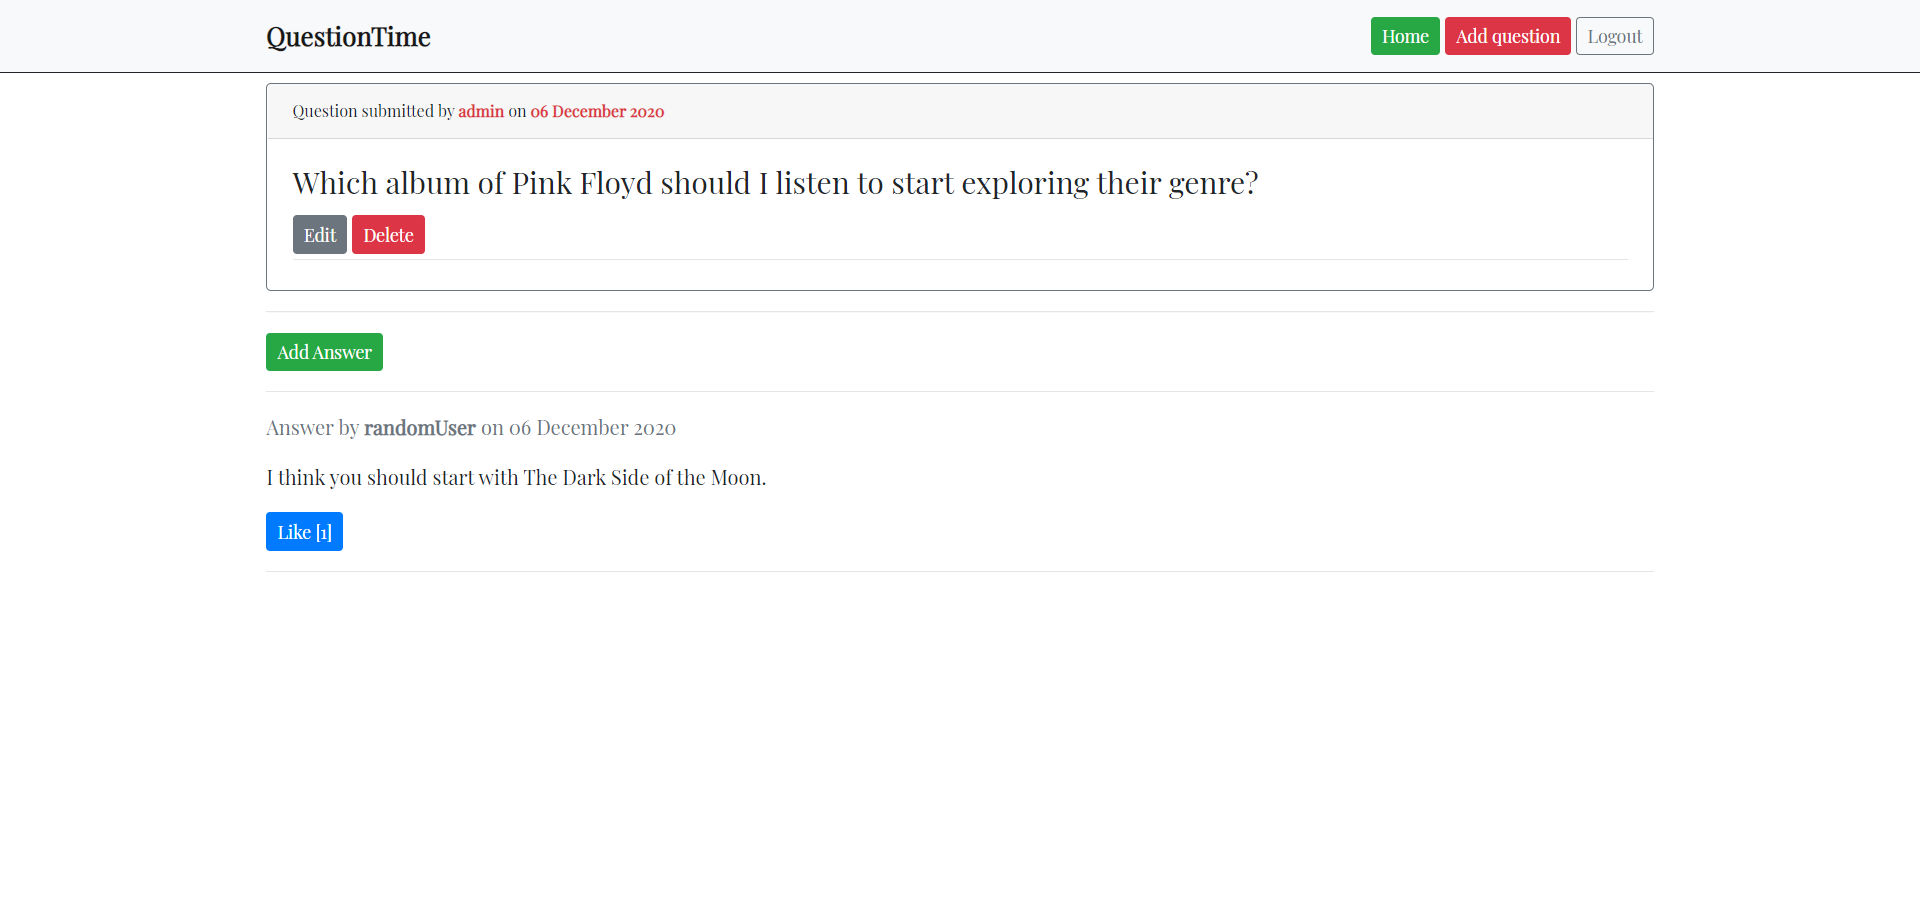 QuestionTime
Home Add question Logout
Question submitted by admin on 06 December 2020
Which album of Pink Floyd should I listen to start exploring their genre?
Edit Delete
Add Answer
Answer by randomUser on 06 December 2020
I think you should start with The Dark Side of the Moon.
Like [1]